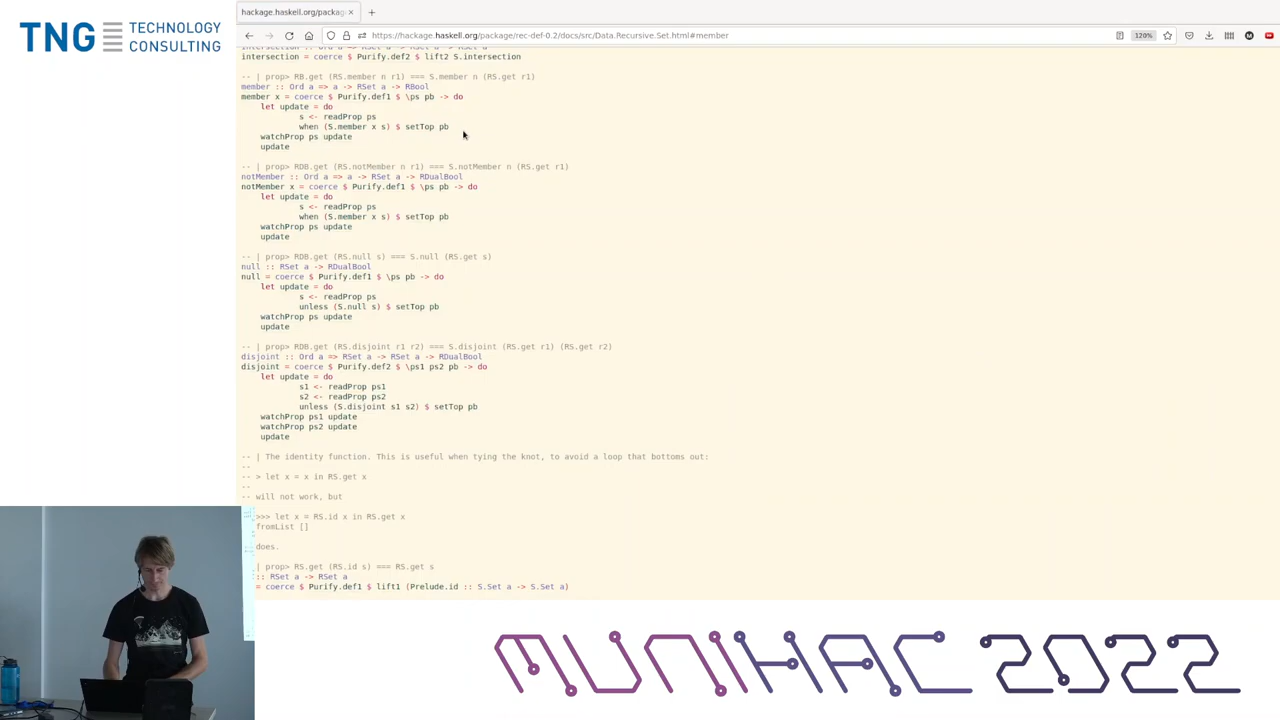 TNG TECHNOLOGY CONSULTING
hackage.haskell.org/packag
https://hackage.haskell.org/package/rec-def-0.2/docs/src/Data.Recursive.Set.html#member
120%
intersection = coerce $ Purify.def2 $ lift2 S.intersection
-- | prop> RB.get (RS.member n r1) === S.member n (RS.get r1)
member :: Ord a => a -> RSet a -> RBool
member x = coerce $ Purify.def1 $ \ps pb -> do
let update = do
s <- readProp ps
when (S.member x s) $ setTop pb
watchProp ps update
update
-- | prop> RDB.get (RS.notMember n r1) === S.notMember n (RS.get r1)
notMember :: Ord a => a -> RSet a -> RDualBool
notMember x = coerce $ Purify.def1 $ \ps pb -> do
let update = do
s <- readProp ps
when (S.member x s) $ setTop pb
watchProp ps update
update
-- | prop> RDB.get (RS.null s) === S.null (RS.get s)
null :: RSet a -> RDualBool
null = coerce $ Purify.def1 $ \ps pb -> do
let update = do
s <- readProp ps
unless (S.null s) $ setTop pb
watchProp ps update
update
-- | prop> RDB.get (RS.disjoint r1 r2) === S.disjoint (RS.get r1) (RS.get r2)
disjoint :: Ord a => RSet a -> RSet a -> RDualBool
disjoint = coerce $ Purify.def2 $ \ps1 ps2 pb -> do
let update = do
s1 <- readProp ps1
s2 <- readProp ps2
unless (S.disjoint s1 s2) $ setTop pb
watchProp ps1 update
watchProp ps2 update
update
-- | The identity function. This is useful when tying the knot, to avoid a loop that bottoms out:
--
-- > let x = x in RS.get x
--
-- will not work, but
--
>>> let x = RS.id x in RS.get x
fromList []
does.
| prop> RS.get (RS.id s) === RS.get s
:: RSet a -> RSet a
= coerce $ Purify.def1 $ lift1 (Prelude.id :: S.Set a -> S.Set a)
MUNIHAC 2022